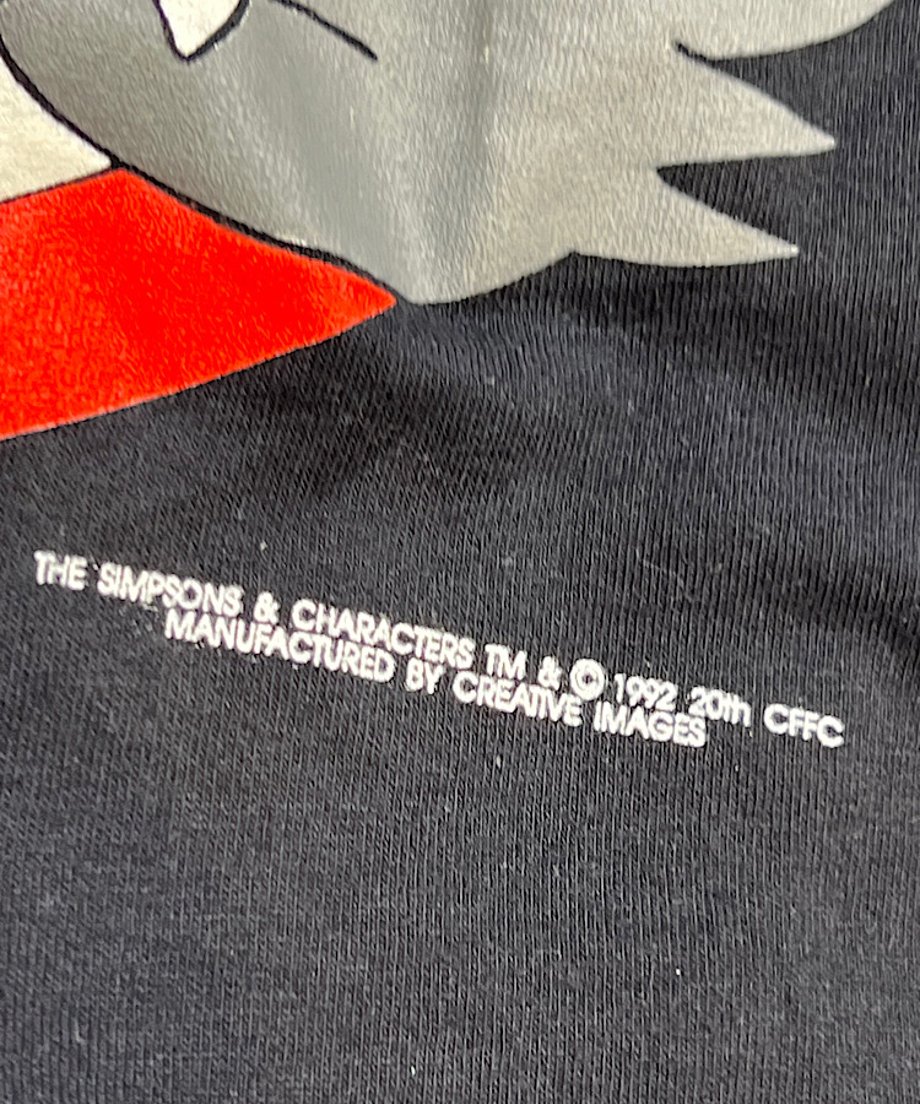 THE SIMPSONS & CHARACTERS TM & © 1992 20th CFFC
MANUFACTURED BY CREATIVE IMAGES